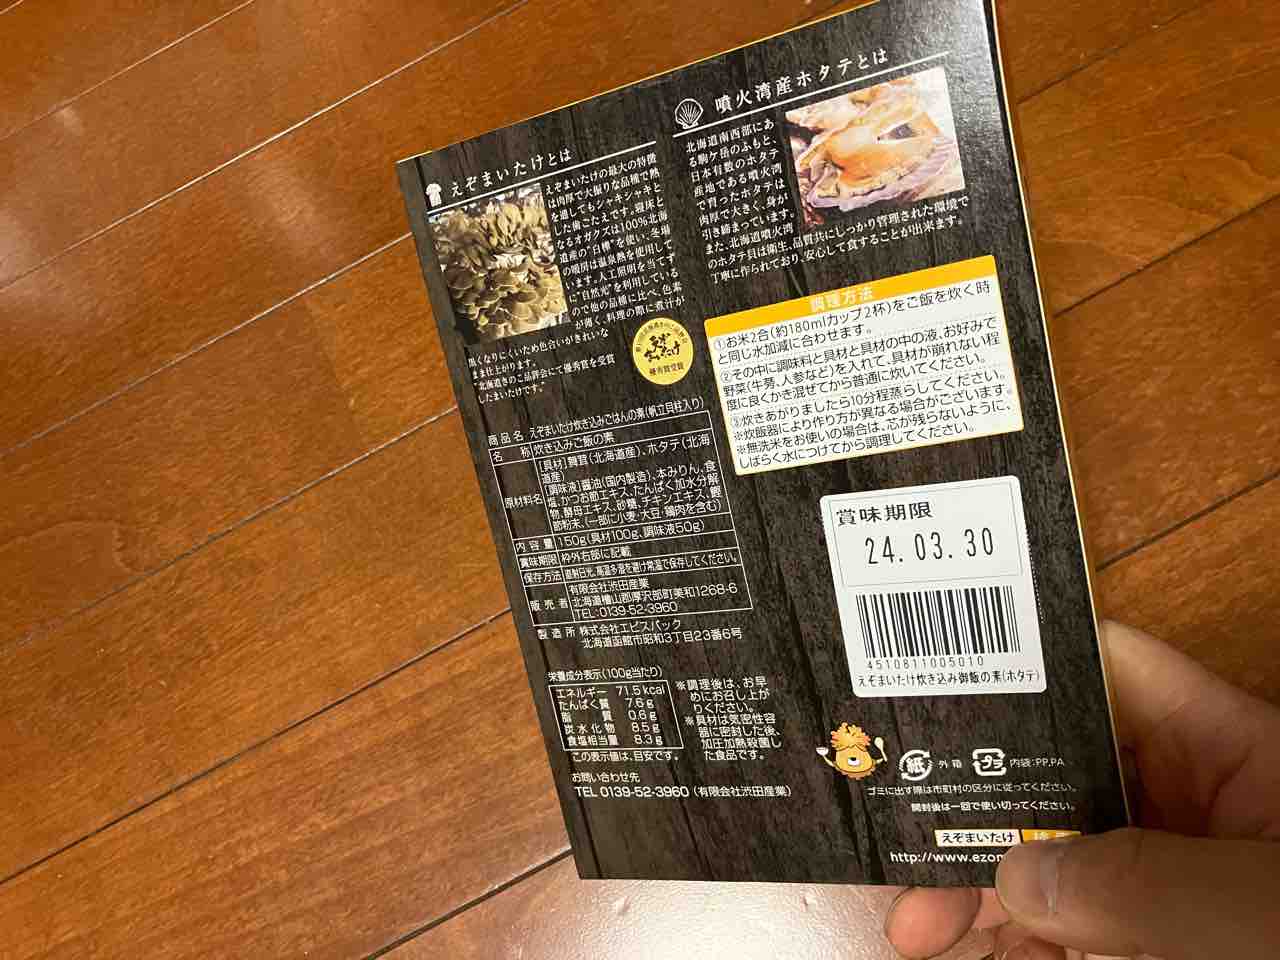 えぞまいたけとは
えぞまいたけの最大の特徴
は肉厚で大振りな品種で熱
を通してもシャキシャキと
した歯ごたえです。寝床と
なるオガクズは100%北海
道産の"白樺"を使い、冬場
の暖房は温泉熱を使用して
います。人工照明を当てず
に"自然光"を利用している
ので他の品種に比べ、色素
が薄く、料理の際に煮汁が
黒くなりにくいため色合いがきれいな
まま仕上がります。
"北海道きのこ品評会にて優秀賞を受賞
したまいたけです。"
優秀賞受賞
噴火湾産ホタテとは
北海道南西部にあ
る駒ケ岳のふもと、
日本有数のホタテ
産地である噴火湾
で育ったホタテは
肉厚で大きく、身が
引き締まっています。
また、北海道噴火湾
のホタテ貝は衛生、品質共にしっかり管理された環境で
丁寧に作られており、安心して食することが出来ます。
調理方法
①お米2合(約180mlカップ2杯)をご飯を炊く時
と同じ水加減に合わせます。
②その中に調味料と具材と具材の中の液、お好みで
野菜(牛蒡、人参など)を入れて、具材が崩れない程
度に良くかき混ぜてから普通に炊いてください。
③炊きあがりましたら10分程蒸らしてください。
※炊飯器により作り方が異なる場合がございます。
※無洗米をお使いの場合は、芯が残らないように、
しばらく水につけてから調理してください。
商品名 えぞまいたけ炊き込みごはんの素(帆立貝柱入り)
名称 炊き込みご飯の素
原材料名 [具材]舞茸(北海道産)、ホタテ(北海
道産)
[調味液]醤油(国内製造)、本みりん、食
塩、かつお節エキス、たんぱく加水分解
物、酵母エキス、砂糖、チキンエキス、鰹
節粉末、(一部に小麦・大豆・鶏肉を含む)
内容量 150g(具材100g、調味液50g)
賞味期限 枠外右部に記載
保存方法 直射日光、高温多湿を避け常温で保存してください。
販売者 有限会社渋田産業
北海道檜山郡厚沢部町美和1268-6
TEL:0139-52-3960
製造所 株式会社エビスパック
北海道函館市昭和3丁目23番6号
賞味期限
24.03.30
4510811005010
えぞまいたけ炊き込み御飯の素(ホタテ)
栄養成分表示(100g当たり)
エネルギー 71.5kcal
たんぱく質 7.6g
脂質 0.6g
炭水化物 8.5g
食塩相当量 8.3g
この表示値は、目安です。
※調理後は、お早
めにお召し上が
りください。
※具材は気密性容
器に密封した後、
加圧加熱殺菌し
た食品です。
お問い合わせ先
TEL 0139-52-3960 (有限会社渋田産業)
紙 外箱
プラ 内袋:PP,PA
ゴミに出す際は市町村の区分に従ってください。
開封後は一回で使い切ってください。
えぞまいたけ
http://www.ezom